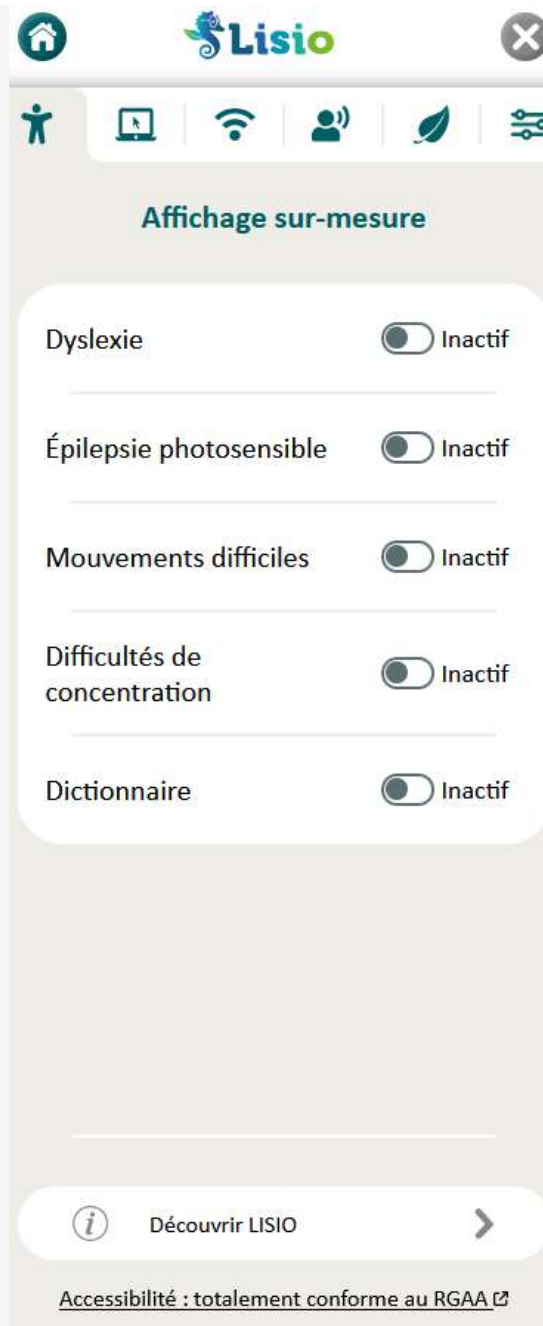 Lisio
Affichage sur-mesure
Dyslexie
Inactif
Épilepsie photosensible
Inactif
Mouvements difficiles
Inactif
Difficultés de
concentration
Inactif
Dictionnaire
Inactif
i
Découvrir LISIO
Accessibilité : totalement conforme au RGAA